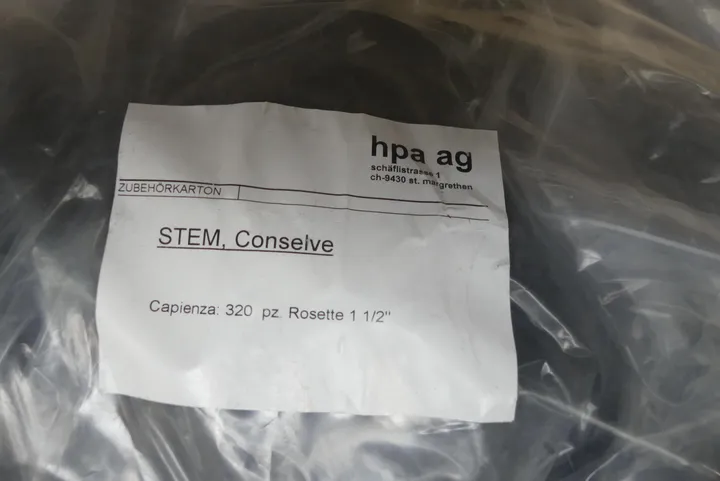 hpa ag
schäflistrasse 1
ch-9430 st. margrethen
ZUBEHÖRKARTON
STEM, Conselve
Capienza: 320 pz. Rosette 1 1/2"